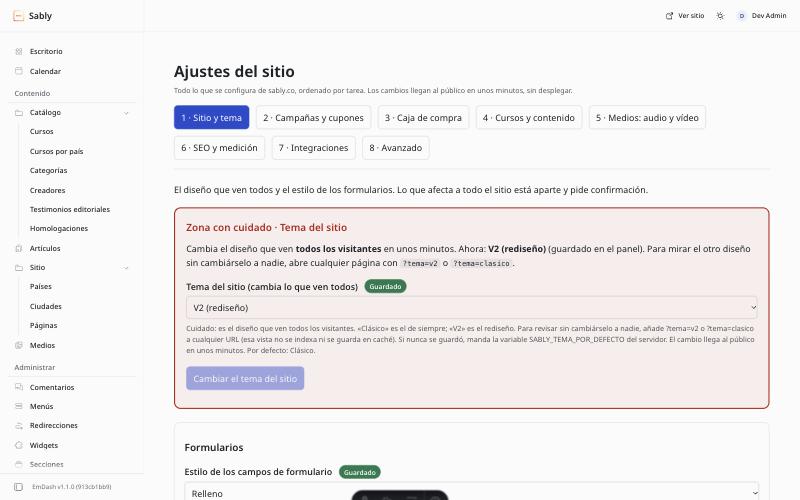 Sably
Ver sitio
D
Dev Admin
Escritorio
Calendar
Contenido
Catálogo
Cursos
Cursos por país
Categorías
Creadores
Testimonios editoriales
Homologaciones
Artículos
Sitio
Países
Ciudades
Páginas
Medios
Administrar
Comentarios
Menús
Redirecciones
Widgets
Secciones
EmDash v1.1.0 (913cb1bb9)
Ajustes del sitio
Todo lo que se configura de sably.co, ordenado por tarea. Los cambios llegan al público en unos minutos, sin desplegar.
1 · Sitio y tema
2 · Campañas y cupones
3 · Caja de compra
4 · Cursos y contenido
5 · Medios: audio y vídeo
6 · SEO y medición
7 · Integraciones
8 · Avanzado
El diseño que ven todos y el estilo de los formularios. Lo que afecta a todo el sitio está aparte y pide confirmación.
Zona con cuidado · Tema del sitio
Cambia el diseño que ven todos los visitantes en unos minutos. Ahora: V2 (rediseño) (guardado en el panel). Para mirar el otro diseño
sin cambiárselo a nadie, abre cualquier página con ?tema=v2 o ?tema=clasico.
Tema del sitio (cambia lo que ven todos) Guardado
V2 (rediseño)
Cuidado: es el diseño que ven todos los visitantes. «Clásico» es el de siempre; «V2» es el rediseño. Para revisar sin cambiárselo a nadie, añade ?tema=v2 o ?tema=clasico
a cualquier URL (esa vista no se indexa ni se guarda en caché). Si nunca se guardó, manda la variable SABLY_TEMA_POR_DEFECTO del servidor. El cambio llega al público
en unos minutos. Por defecto: Clásico.
Cambiar el tema del sitio
Formularios
Estilo de los campos de formulario Guardado
Relleno